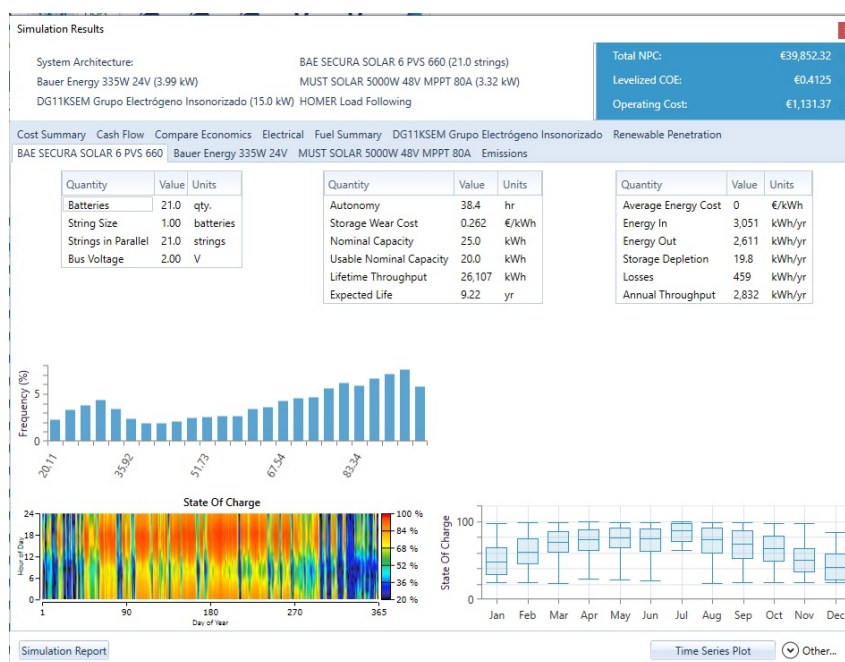 Simulation Results
System Architecture:
BAE SECURA SOLAR 6 PVS 660 (21.0 strings)
Bauer Energy 335W 24V (3.99 kW)
MUST SOLAR 5000W 48V MPPT 80A (3.32 kW)
DG11KSEM Grupo Electrógeno Insonorizado (15.0 kW)
HOMER Load Following
Total NPC: €39,852.32
Levelized COE: €0.4125
Operating Cost: €1,131.37
Cost Summary Cash Flow Compare Economics Electrical Fuel Summary DG11KSEM Grupo Electrógeno Insonorizado Renewable Penetration
BAE SECURA SOLAR 6 PVS 660 Bauer Energy 335W 24V MUST SOLAR 5000W 48V MPPT 80A Emissions
Quantity Value Units
Batteries 21.0 qty.
String Size 1.00 batteries
Strings in Parallel 21.0 strings
Bus Voltage 2.00 V
Quantity Value Units
Autonomy 38.4 hr
Storage Wear Cost 0.262 €/kWh
Nominal Capacity 25.0 kWh
Usable Nominal Capacity 20.0 kWh
Lifetime Throughput 26,107 kWh
Expected Life 9.22 yr
Quantity Value Units
Average Energy Cost 0 €/kWh
Energy In 3,051 kWh/yr
Energy Out 2,611 kWh/yr
Storage Depletion 19.8 kWh/yr
Losses 459 kWh/yr
Annual Throughput 2,832 kWh/yr
Frequency (%)
5
0
20.11 35.92 51.73 67.54 83.34
State Of Charge
Hour of Day
24
18
12
6
0
1 90 180 270 365
Day of Year
100 %
84 %
68 %
52 %
36 %
20 %
State Of Charge
100
0
Jan Feb Mar Apr May Jun Jul Aug Sep Oct Nov Dec
Simulation Report
Time Series Plot
Other...